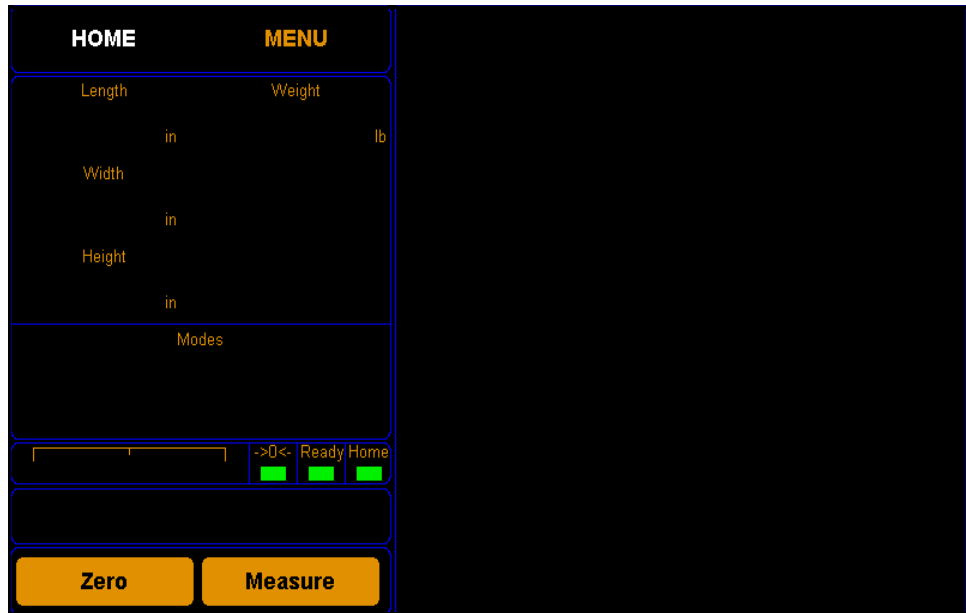 HOME MENU
Length Weight
in lb
Width
in
Height
in
Modes
->0<- Ready Home
Zero Measure